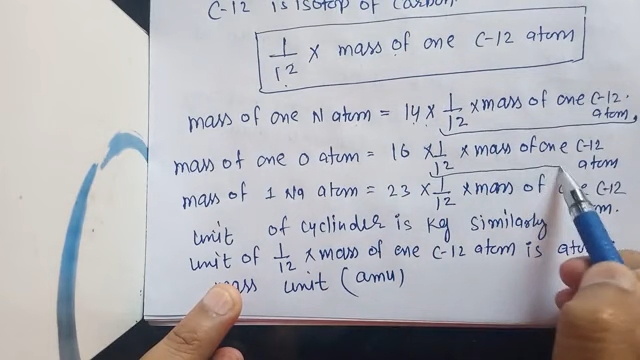 C-12 is isotop of carbon.
1/12 × mass of one C-12 atom
mass of one N atom = 14 × 1/12 × mass of one C-12 atom.
mass of one O atom = 16 × 1/12 × mass of one C-12 atom
mass of 1 Na atom = 23 × 1/12 × mass of one C-12
unit of cyclinder is kg similarly
unit of 1/12 × mass of one C-12 atom is
mass unit (amu)